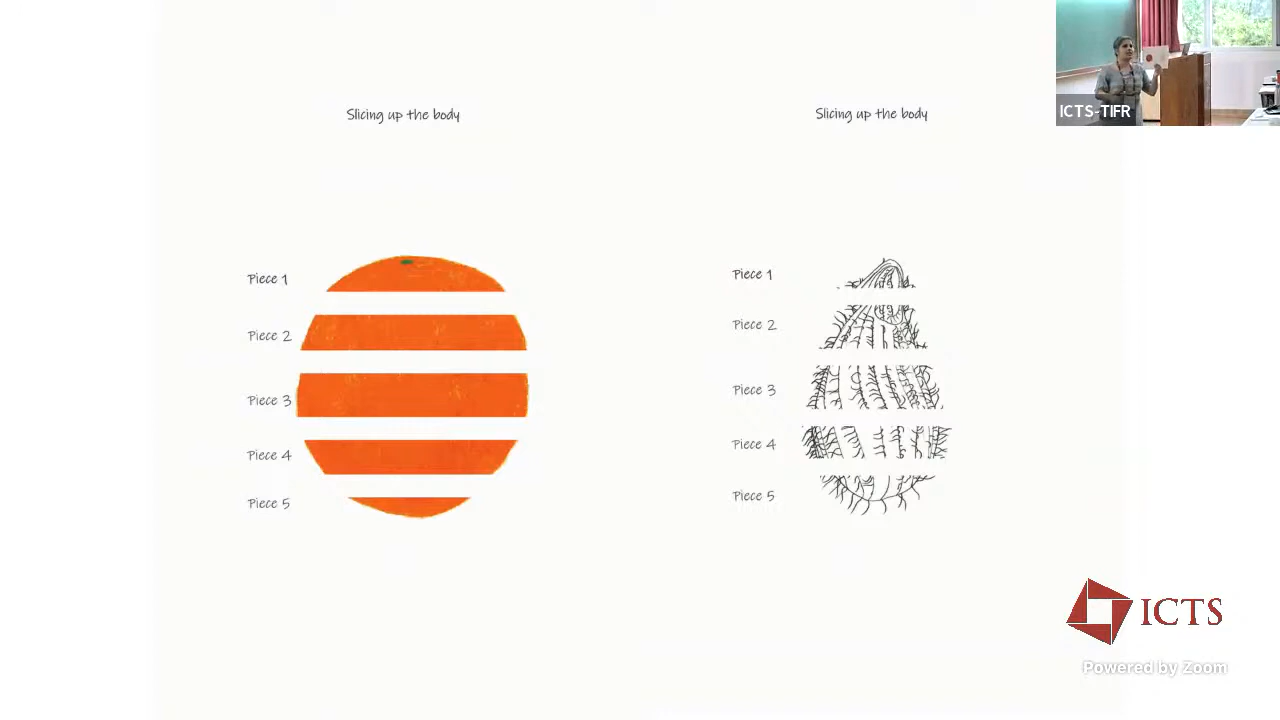 Slicing up the body
Piece 1
Piece 2
Piece 3
Piece 4
Piece 5
Slicing up the body
Piece 1
Piece 2
Piece 3
Piece 4
Piece 5
ICTS-TIFR
ICTS
Powered by Zoom